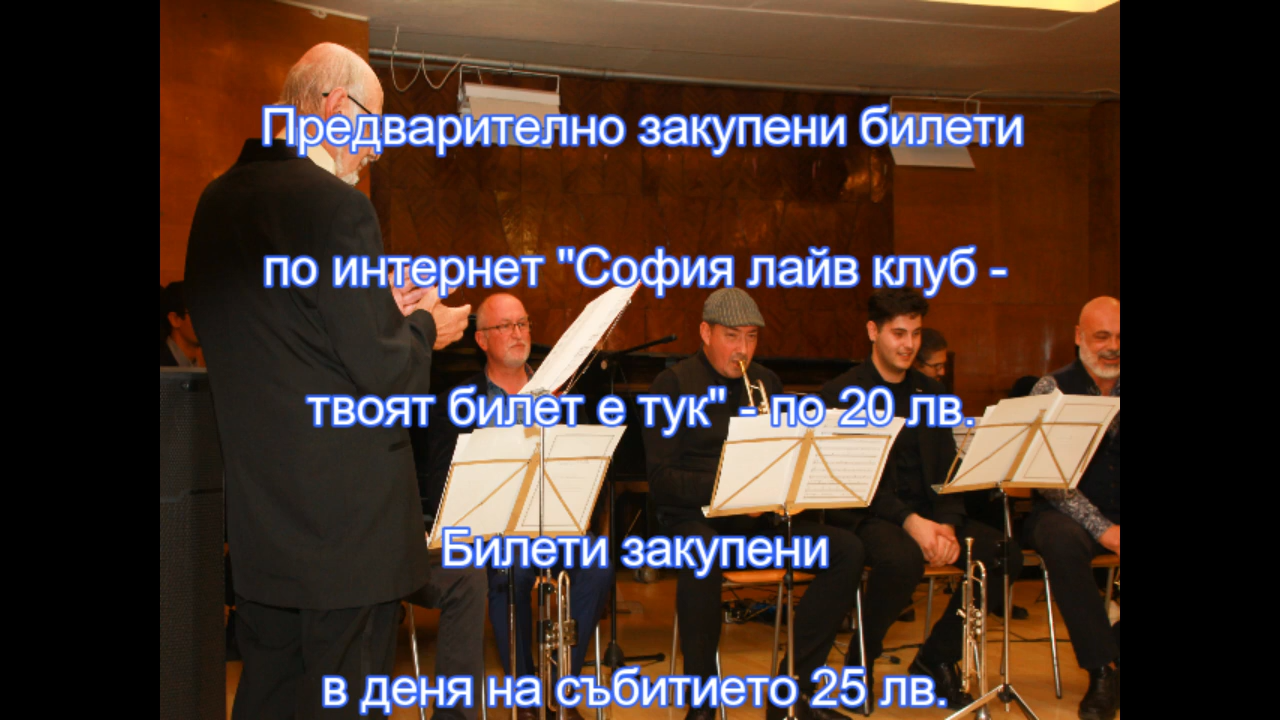 Предварително закупени билети
по интернет "София лайв клуб -
твоят билет е тук" - по 20 лв.
Билети закупени
в деня на събитието 25 лв.